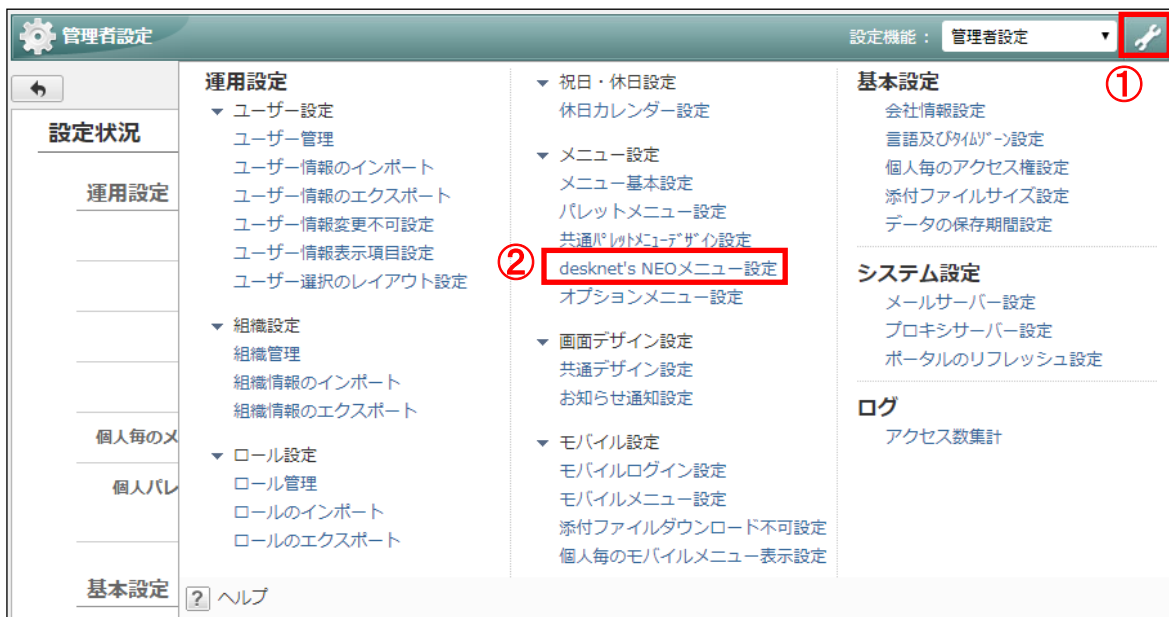 管理者設定
設定機能： 管理者設定
①
設定状況
運用設定
個人毎のメ
個人パレ
基本設定
運用設定
ユーザー設定
ユーザー管理
ユーザー情報のインポート
ユーザー情報のエクスポート
ユーザー情報変更不可設定
ユーザー情報表示項目設定
ユーザー選択のレイアウト設定
組織設定
組織管理
組織情報のインポート
組織情報のエクスポート
ロール設定
ロール管理
ロールのインポート
ロールのエクスポート
祝日・休日設定
休日カレンダー設定
メニュー設定
メニュー基本設定
パレットメニュー設定
共通ﾊﾟﾚｯﾄﾒﾆｭｰﾃﾞｻﾞｲﾝ設定
② desknet's NEOメニュー設定
オプションメニュー設定
画面デザイン設定
共通デザイン設定
お知らせ通知設定
モバイル設定
モバイルログイン設定
モバイルメニュー設定
添付ファイルダウンロード不可設定
個人毎のモバイルメニュー表示設定
基本設定
会社情報設定
言語及びﾀｲﾑｿﾞｰﾝ設定
個人毎のアクセス権設定
添付ファイルサイズ設定
データの保存期間設定
システム設定
メールサーバー設定
プロキシサーバー設定
ポータルのリフレッシュ設定
ログ
アクセス数集計
? ヘルプ